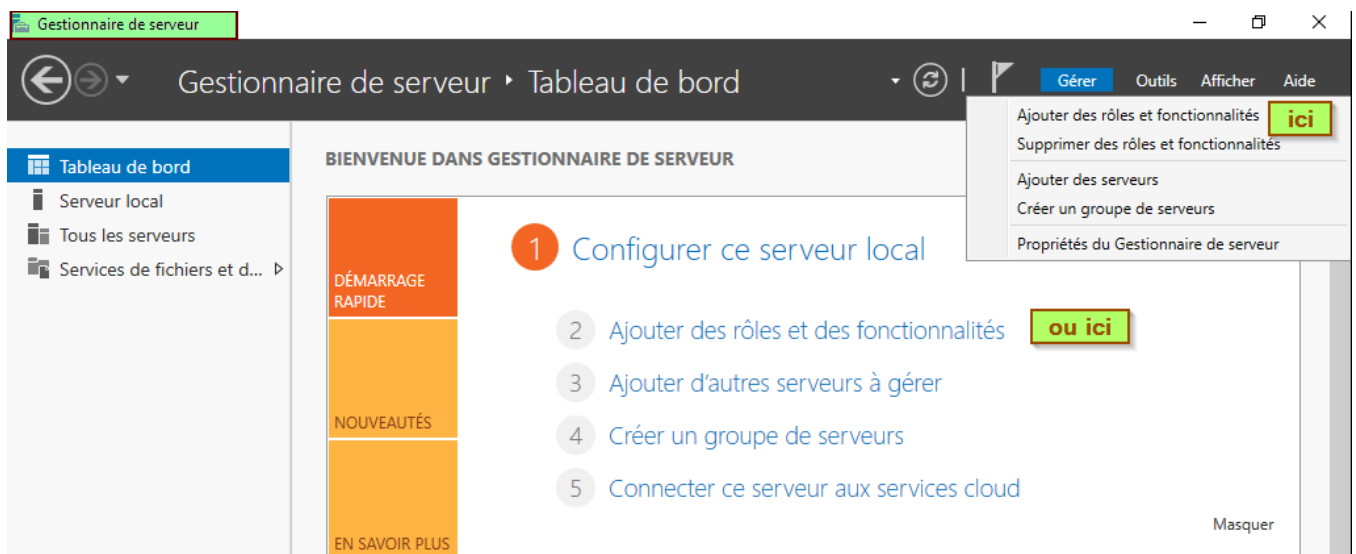 Gestionnaire de serveur
Gestionnaire de serveur ‣ Tableau de bord
Gérer Outils Afficher Aide
Ajouter des rôles et fonctionnalités ici
Supprimer des rôles et fonctionnalités
Ajouter des serveurs
Créer un groupe de serveurs
Propriétés du Gestionnaire de serveur
Tableau de bord
Serveur local
Tous les serveurs
Services de fichiers et d...
BIENVENUE DANS GESTIONNAIRE DE SERVEUR
DÉMARRAGE
RAPIDE
NOUVEAUTÉS
EN SAVOIR PLUS
1 Configurer ce serveur local
2 Ajouter des rôles et des fonctionnalités ou ici
3 Ajouter d’autres serveurs à gérer
4 Créer un groupe de serveurs
5 Connecter ce serveur aux services cloud
Masquer